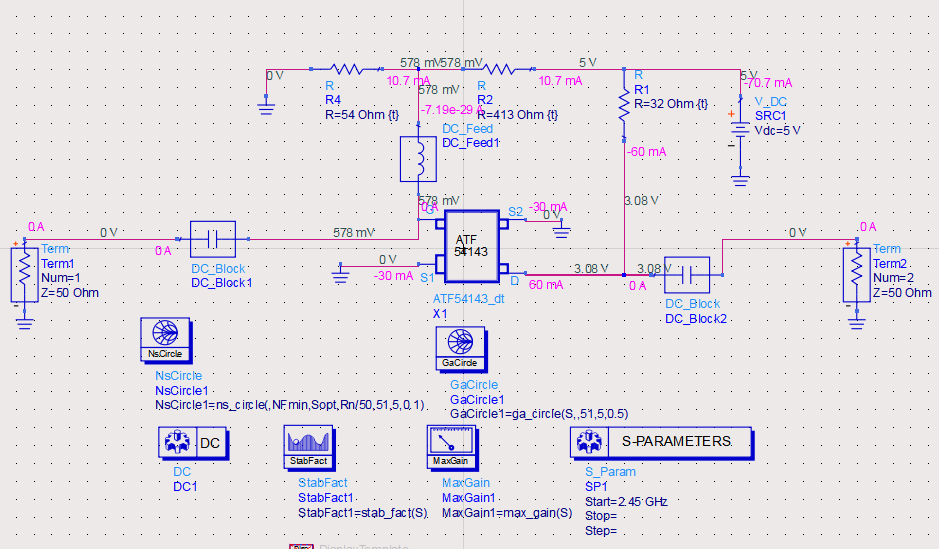 0 V
578 mV
578 mV
5 V
5 V
10.7 mA
10.7 mA
-70.7 mA
R
R4
R=54 Ohm {t}
578 mV
-7.19e-29 A
R
R2
R=413 Ohm {t}
R
R1
R=32 Ohm {t}
V_DC
SRC1
Vdc=5 V
+
DC_Feed
DC_Feed1
-60 mA
578 mV
0 A
G
S2
-30 mA
0 V
3.08 V
0 A
0 V
0 A
578 mV
ATF
54143
0 V
0 A
+
Term
Term1
Num=1
Z=50 Ohm
DC_Block
DC_Block1
0 V
-30 mA
S1
D
60 mA
3.08 V
3.08 V
0 A
+
Term
Term2
Num=2
Z=50 Ohm
ATF54143_dt
X1
DC_Block
DC_Block2
NsCircle
GaCircle
NsCircle
NsCircle1
NsCircle1=ns_circle(,NFmin,Sopt,Rn/50,51,5,0.1)
GaCircle
GaCircle1
GaCircle1=ga_circle(S,,51,5,0.5)
DC
StabFact
MaxGain
S-PARAMETERS
DC
DC1
StabFact
StabFact1
StabFact1=stab_fact(S)
MaxGain
MaxGain1
MaxGain1=max_gain(S)
S_Param
SP1
Start=2.45 GHz
Stop=
Step=